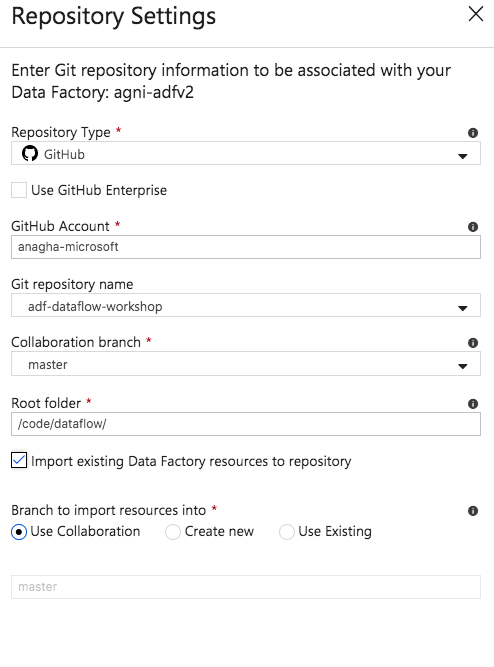 Repository Settings
Enter Git repository information to be associated with your
Data Factory: agni-adfv2
Repository Type *
GitHub
Use GitHub Enterprise
GitHub Account *
anagha-microsoft
Git repository name
adf-dataflow-workshop
Collaboration branch *
master
Root folder *
/code/dataflow/
Import existing Data Factory resources to repository
Branch to import resources into *
Use Collaboration Create new Use Existing
master